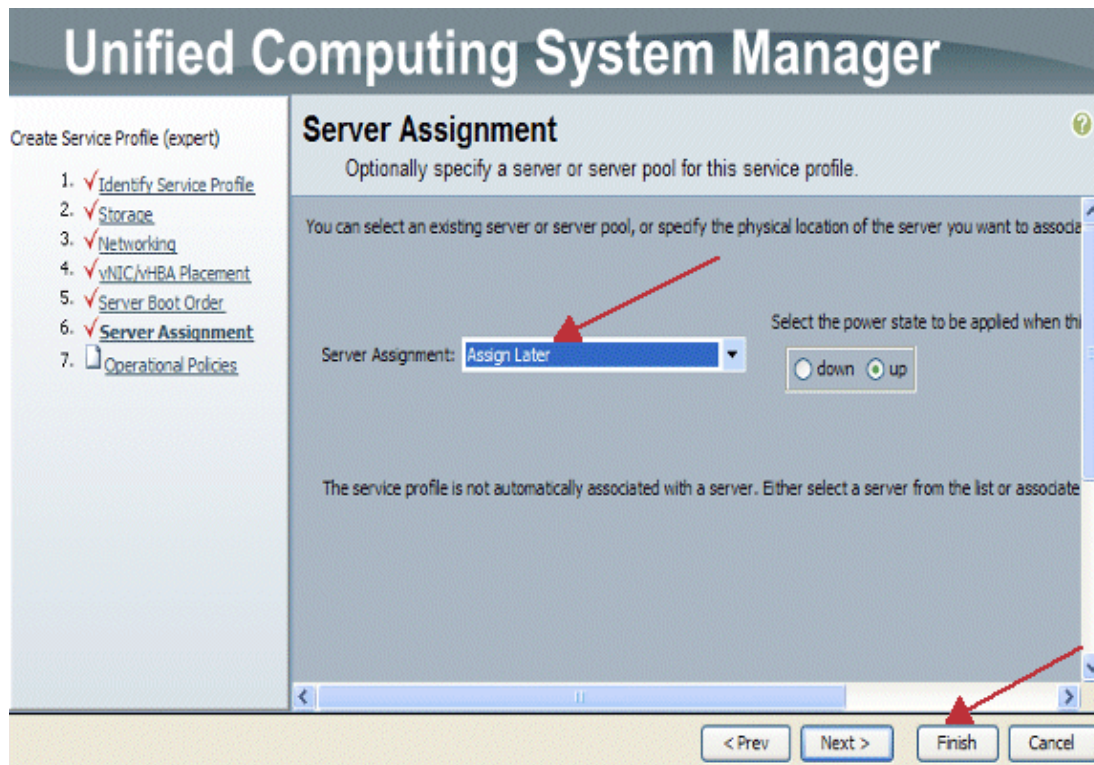 Unified Computing System Manager
Create Service Profile (expert)
1. Identify Service Profile
2. Storage
3. Networking
4. vNIC/vHBA Placement
5. Server Boot Order
6. Server Assignment
7. Operational Policies
Server Assignment
Optionally specify a server or server pool for this service profile.
You can select an existing server or server pool, or specify the physical location of the server you want to associa
Select the power state to be applied when thi
Server Assignment: Assign Later
down up
The service profile is not automatically associated with a server. Either select a server from the list or associate
< Prev Next > Finish Cancel